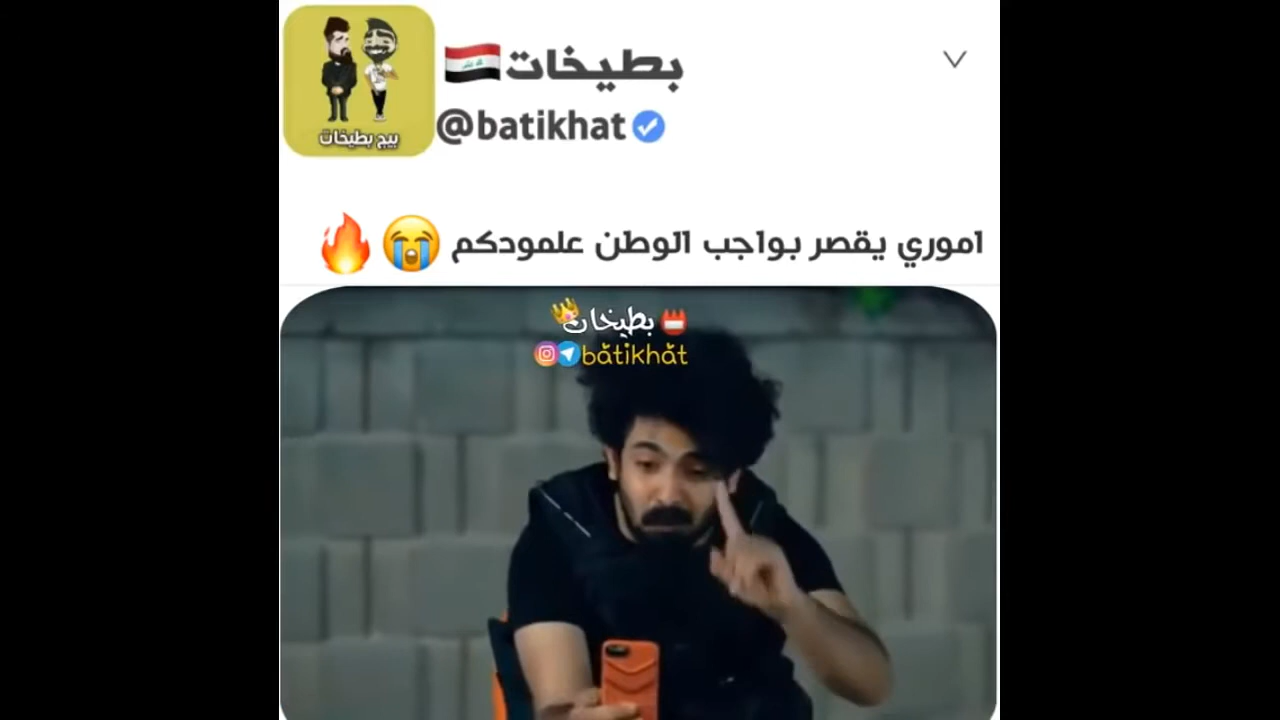 بطيخات
@batikhat
بيج بطيخات
اموري يقصر بواجب الوطن علمودكم
بطيخات
batikhat